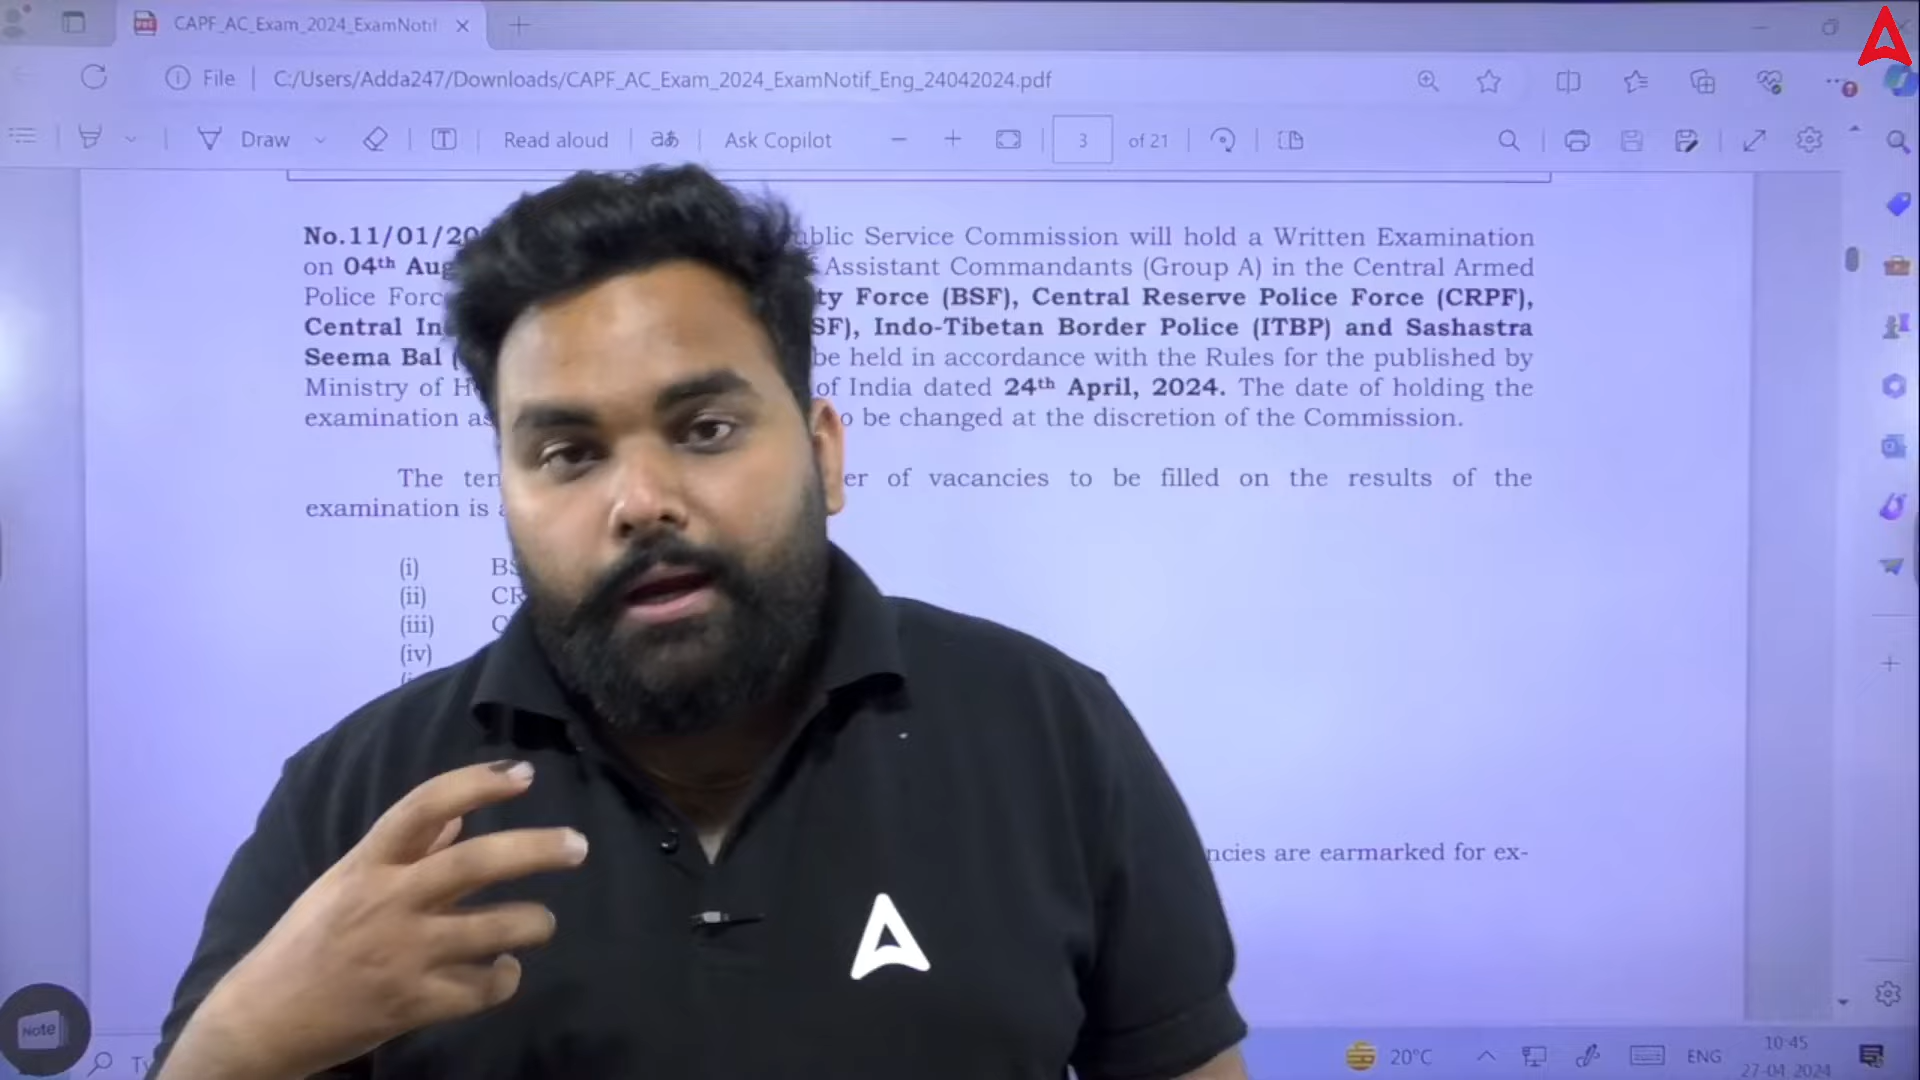 CAPF_AC_Exam_2024_ExamNotif
File
C:/Users/Adda247/Downloads/CAPF_AC_Exam_2024_ExamNotif_Eng_24042024.pdf
Draw
Read aloud
aあ
Ask Copilot
3
of 21
No.11/01/20 Service Commission will hold a Written Examination
on 04th Aug Assistant Commandants (Group A) in the Central Armed
Police Forc Force (BSF), Central Reserve Police Force (CRPF),
Central In SF), Indo-Tibetan Border Police (ITBP) and Sashastra
Seema Bal ( be held in accordance with the Rules for the published by
Ministry of H of India dated 24th April, 2024. The date of holding the
examination as o be changed at the discretion of the Commission.
The ten er of vacancies to be filled on the results of the
examination is
(i) BS
(ii) CR
(iii)
(iv)
ncies are earmarked for ex-
Note
20°C
ENG
10:45
27-04-2024